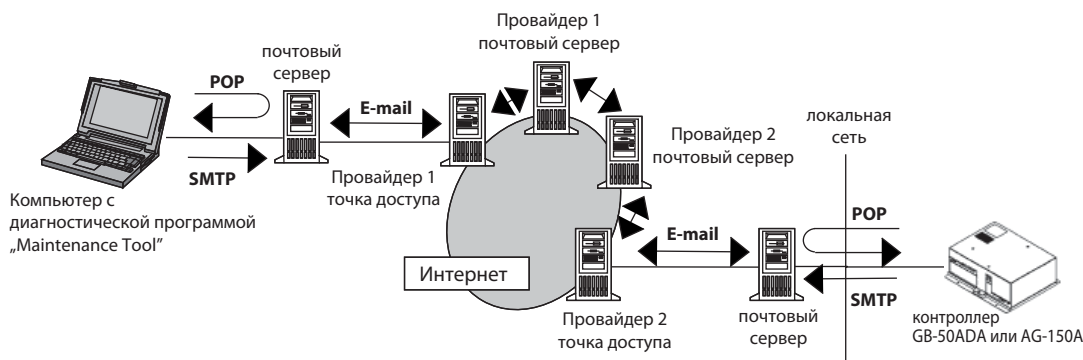 Провайдер 1
почтовый сервер
почтовый
сервер
POP
E-mail
SMTP
Провайдер 1
точка доступа
Компьютер с
диагностической программой
„Maintenance Tool”
Провайдер 2
почтовый сервер
локальная
сеть
Интернет
E-mail
POP
SMTP
Провайдер 2
точка доступа
почтовый
сервер
контроллер
GB-50ADA или AG-150A